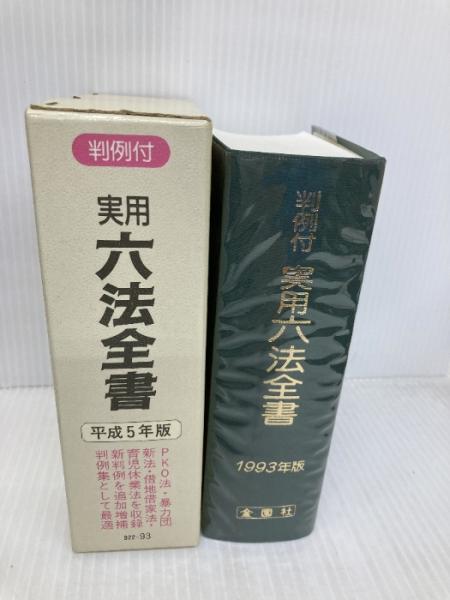 判例付
実用
六法全書
平成5年版
PKO法・暴力団
新法・借地借家法・
育児休業法を収録
新判例を追加増補
判例集として最適
922-93
判例付
実用六法全書
1993年版
金園社